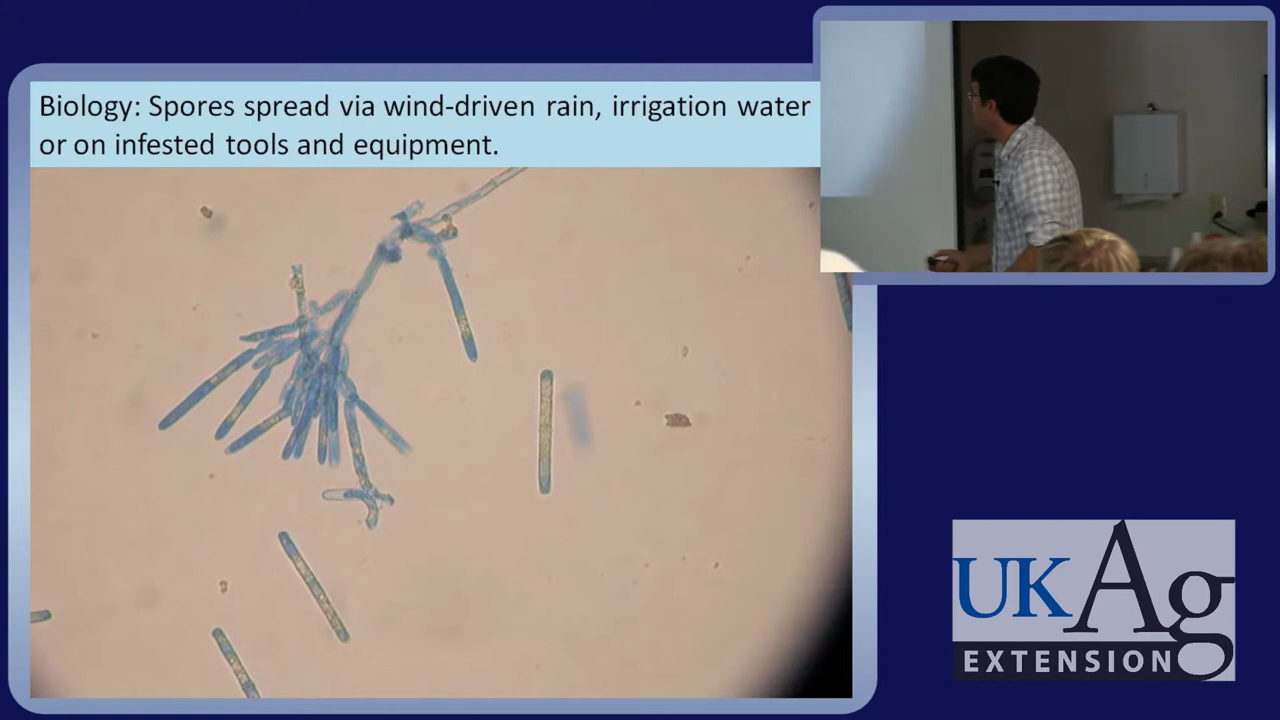 Biology: Spores spread via wind-driven rain, irrigation water
or on infested tools and equipment.
UKAg
EXTENSION